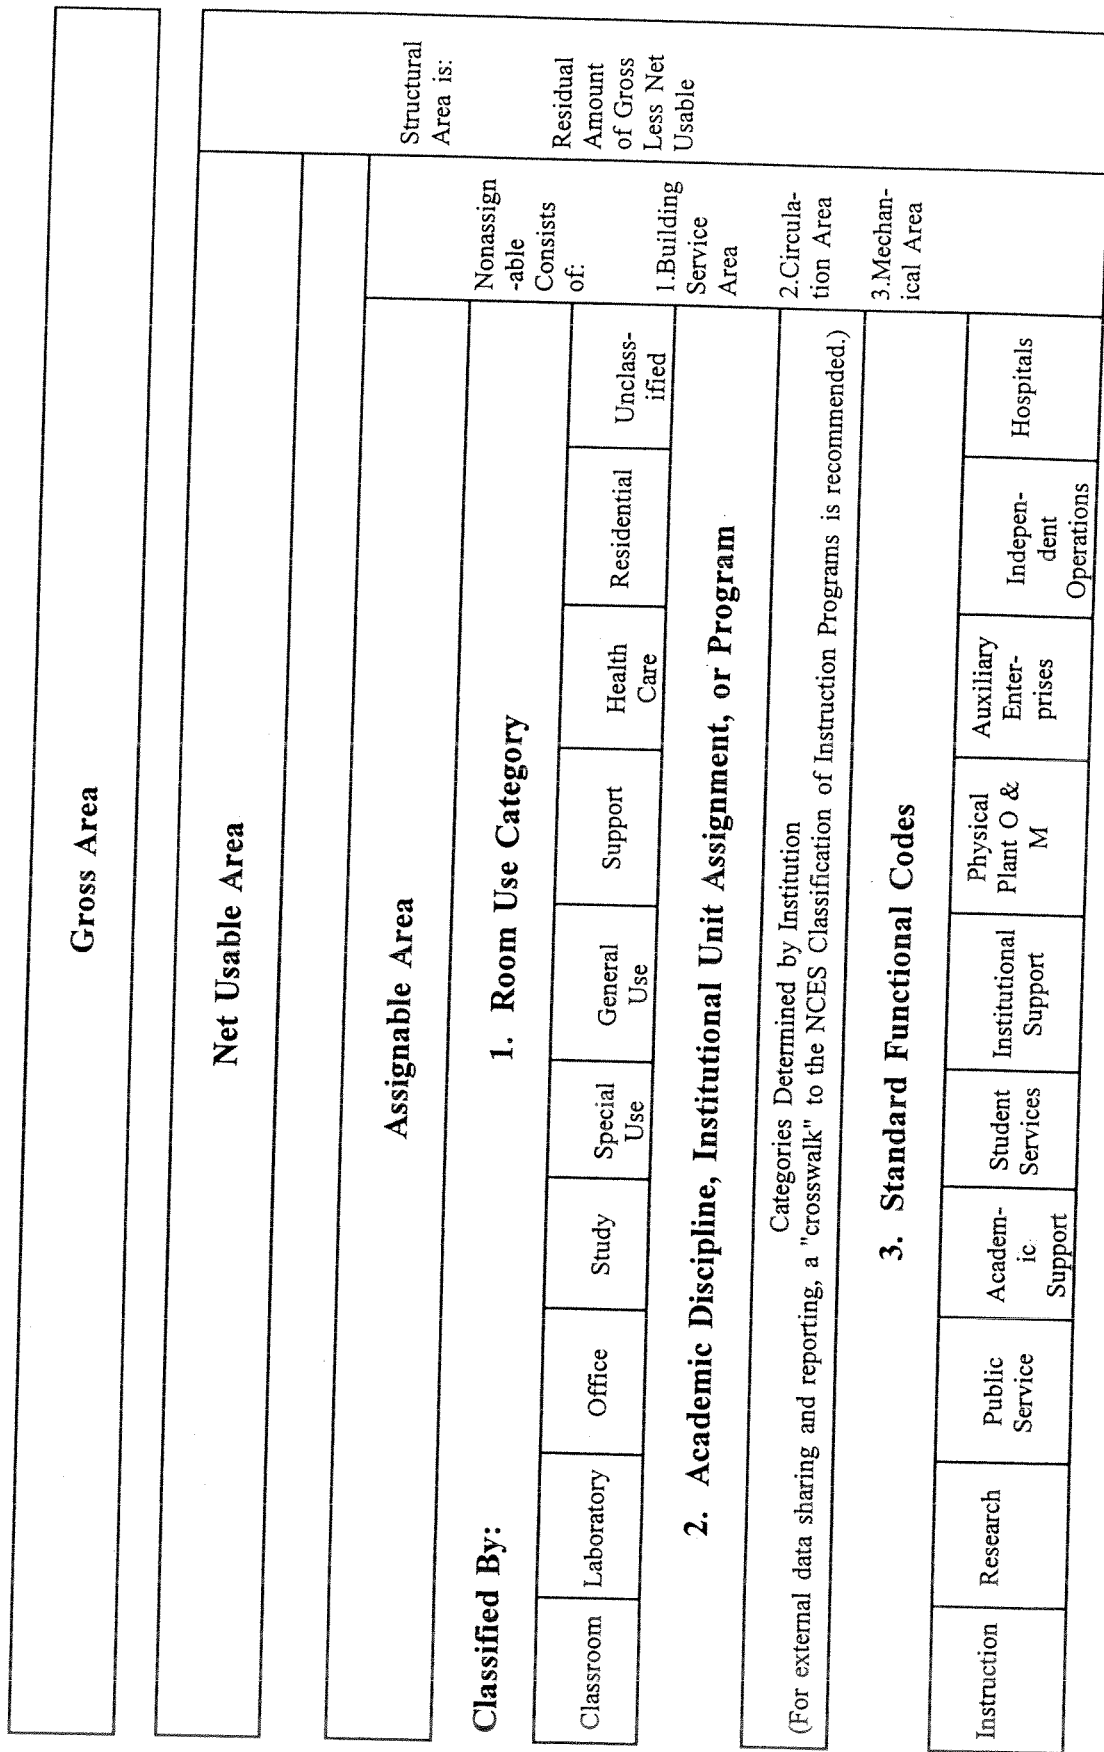 Gross Area
Net Usable Area
Structural
Area is:
Residual
Amount
of Gross
Less Net
Usable
Assignable Area
Nonassign
-able
Consists
of:
1.Building
Service
Area
2.Circula-
tion Area
3.Mechan-
ical Area
Classified By:
1. Room Use Category
Classroom
Laboratory
Office
Study
Special
Use
General
Use
Support
Health
Care
Residential
Unclass-
ified
2. Academic Discipline, Institutional Unit Assignment, or Program
Categories Determined by Institution
(For external data sharing and reporting, a "crosswalk" to the NCES Classification of Instruction Programs is recommended.)
3. Standard Functional Codes
Instruction
Research
Public
Service
Academ-
ic
Support
Student
Services
Institutional
Support
Physical
Plant O &
M
Auxiliary
Enter-
prises
Indepen-
dent
Operations
Hospitals